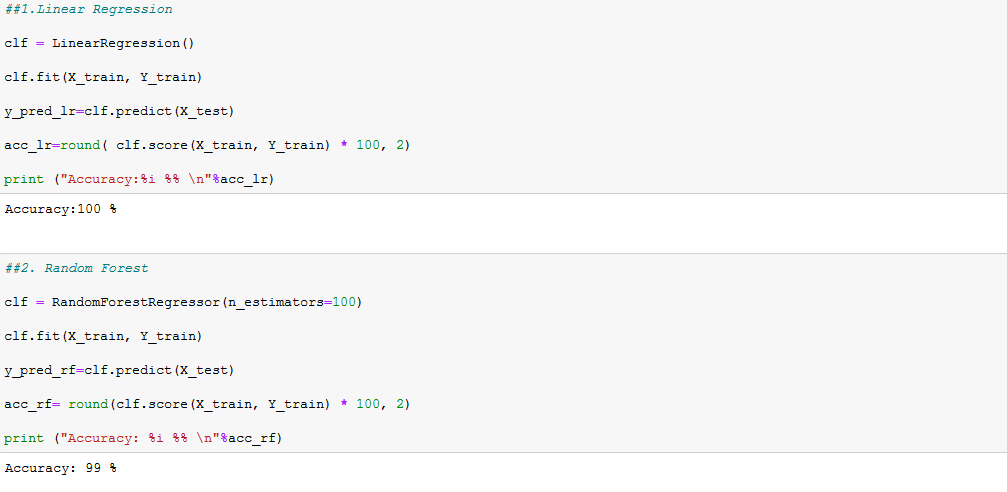 ##1.Linear Regression
clf = LinearRegression()
clf.fit(X_train, Y_train)
y_pred_lr=clf.predict(X_test)
acc_lr=round( clf.score(X_train, Y_train) * 100, 2)
print ("Accuracy:%i %% \n"%acc_lr)
Accuracy:100 %
##2. Random Forest
clf = RandomForestRegressor(n_estimators=100)
clf.fit(X_train, Y_train)
y_pred_rf=clf.predict(X_test)
acc_rf= round(clf.score(X_train, Y_train) * 100, 2)
print ("Accuracy: %i %% \n"%acc_rf)
Accuracy: 99 %